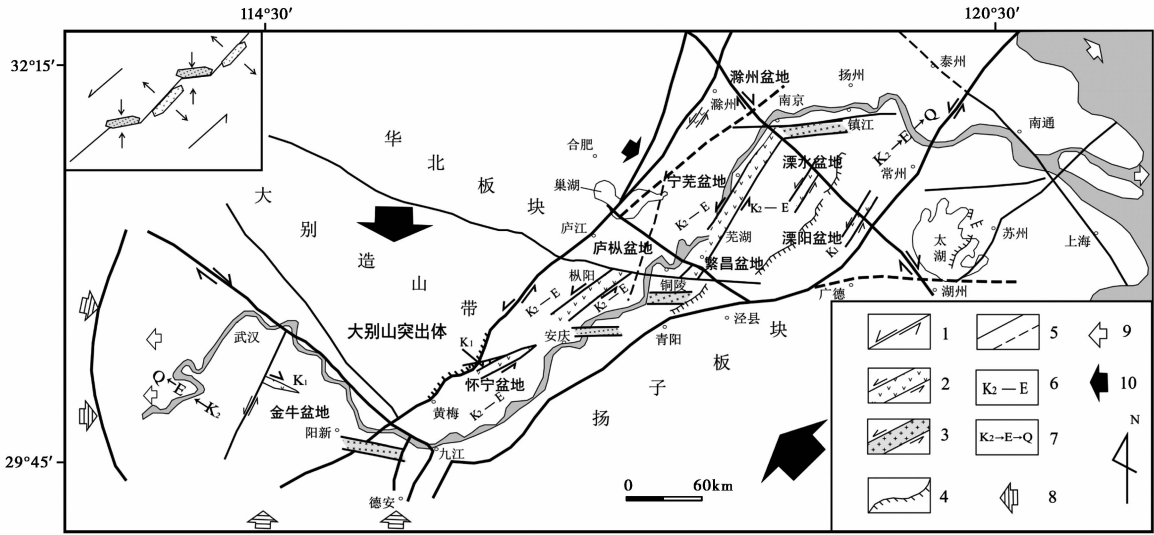 114°30′
120°30′
32°15′
29°45′
华
北
板
块
大
别
造
山
带
大别山突出体
扬
子
板
块
滁州盆地
滁州
南京
扬州
泰州
镇江
南通
常州
K₂→E→Q
合肥
巢湖
庐江
宁芜盆地
溧水盆地
K₂—E
K₂—E
芜湖
溧阳盆地
K₁
太
湖
苏州
上海
湖州
广德
庐枞盆地
繁昌盆地
枞阳
铜陵
K₂—E
K₂—E
安庆
青阳
泾县
K₁
怀宁盆地
K₂—E
黄梅
武汉
Q←E←K₂
K₁
金牛盆地
阳新
九江
德安
0
60km
1
2
3
4
5
K₂—E
6
K₂→E→Q
7
8
9
10
N